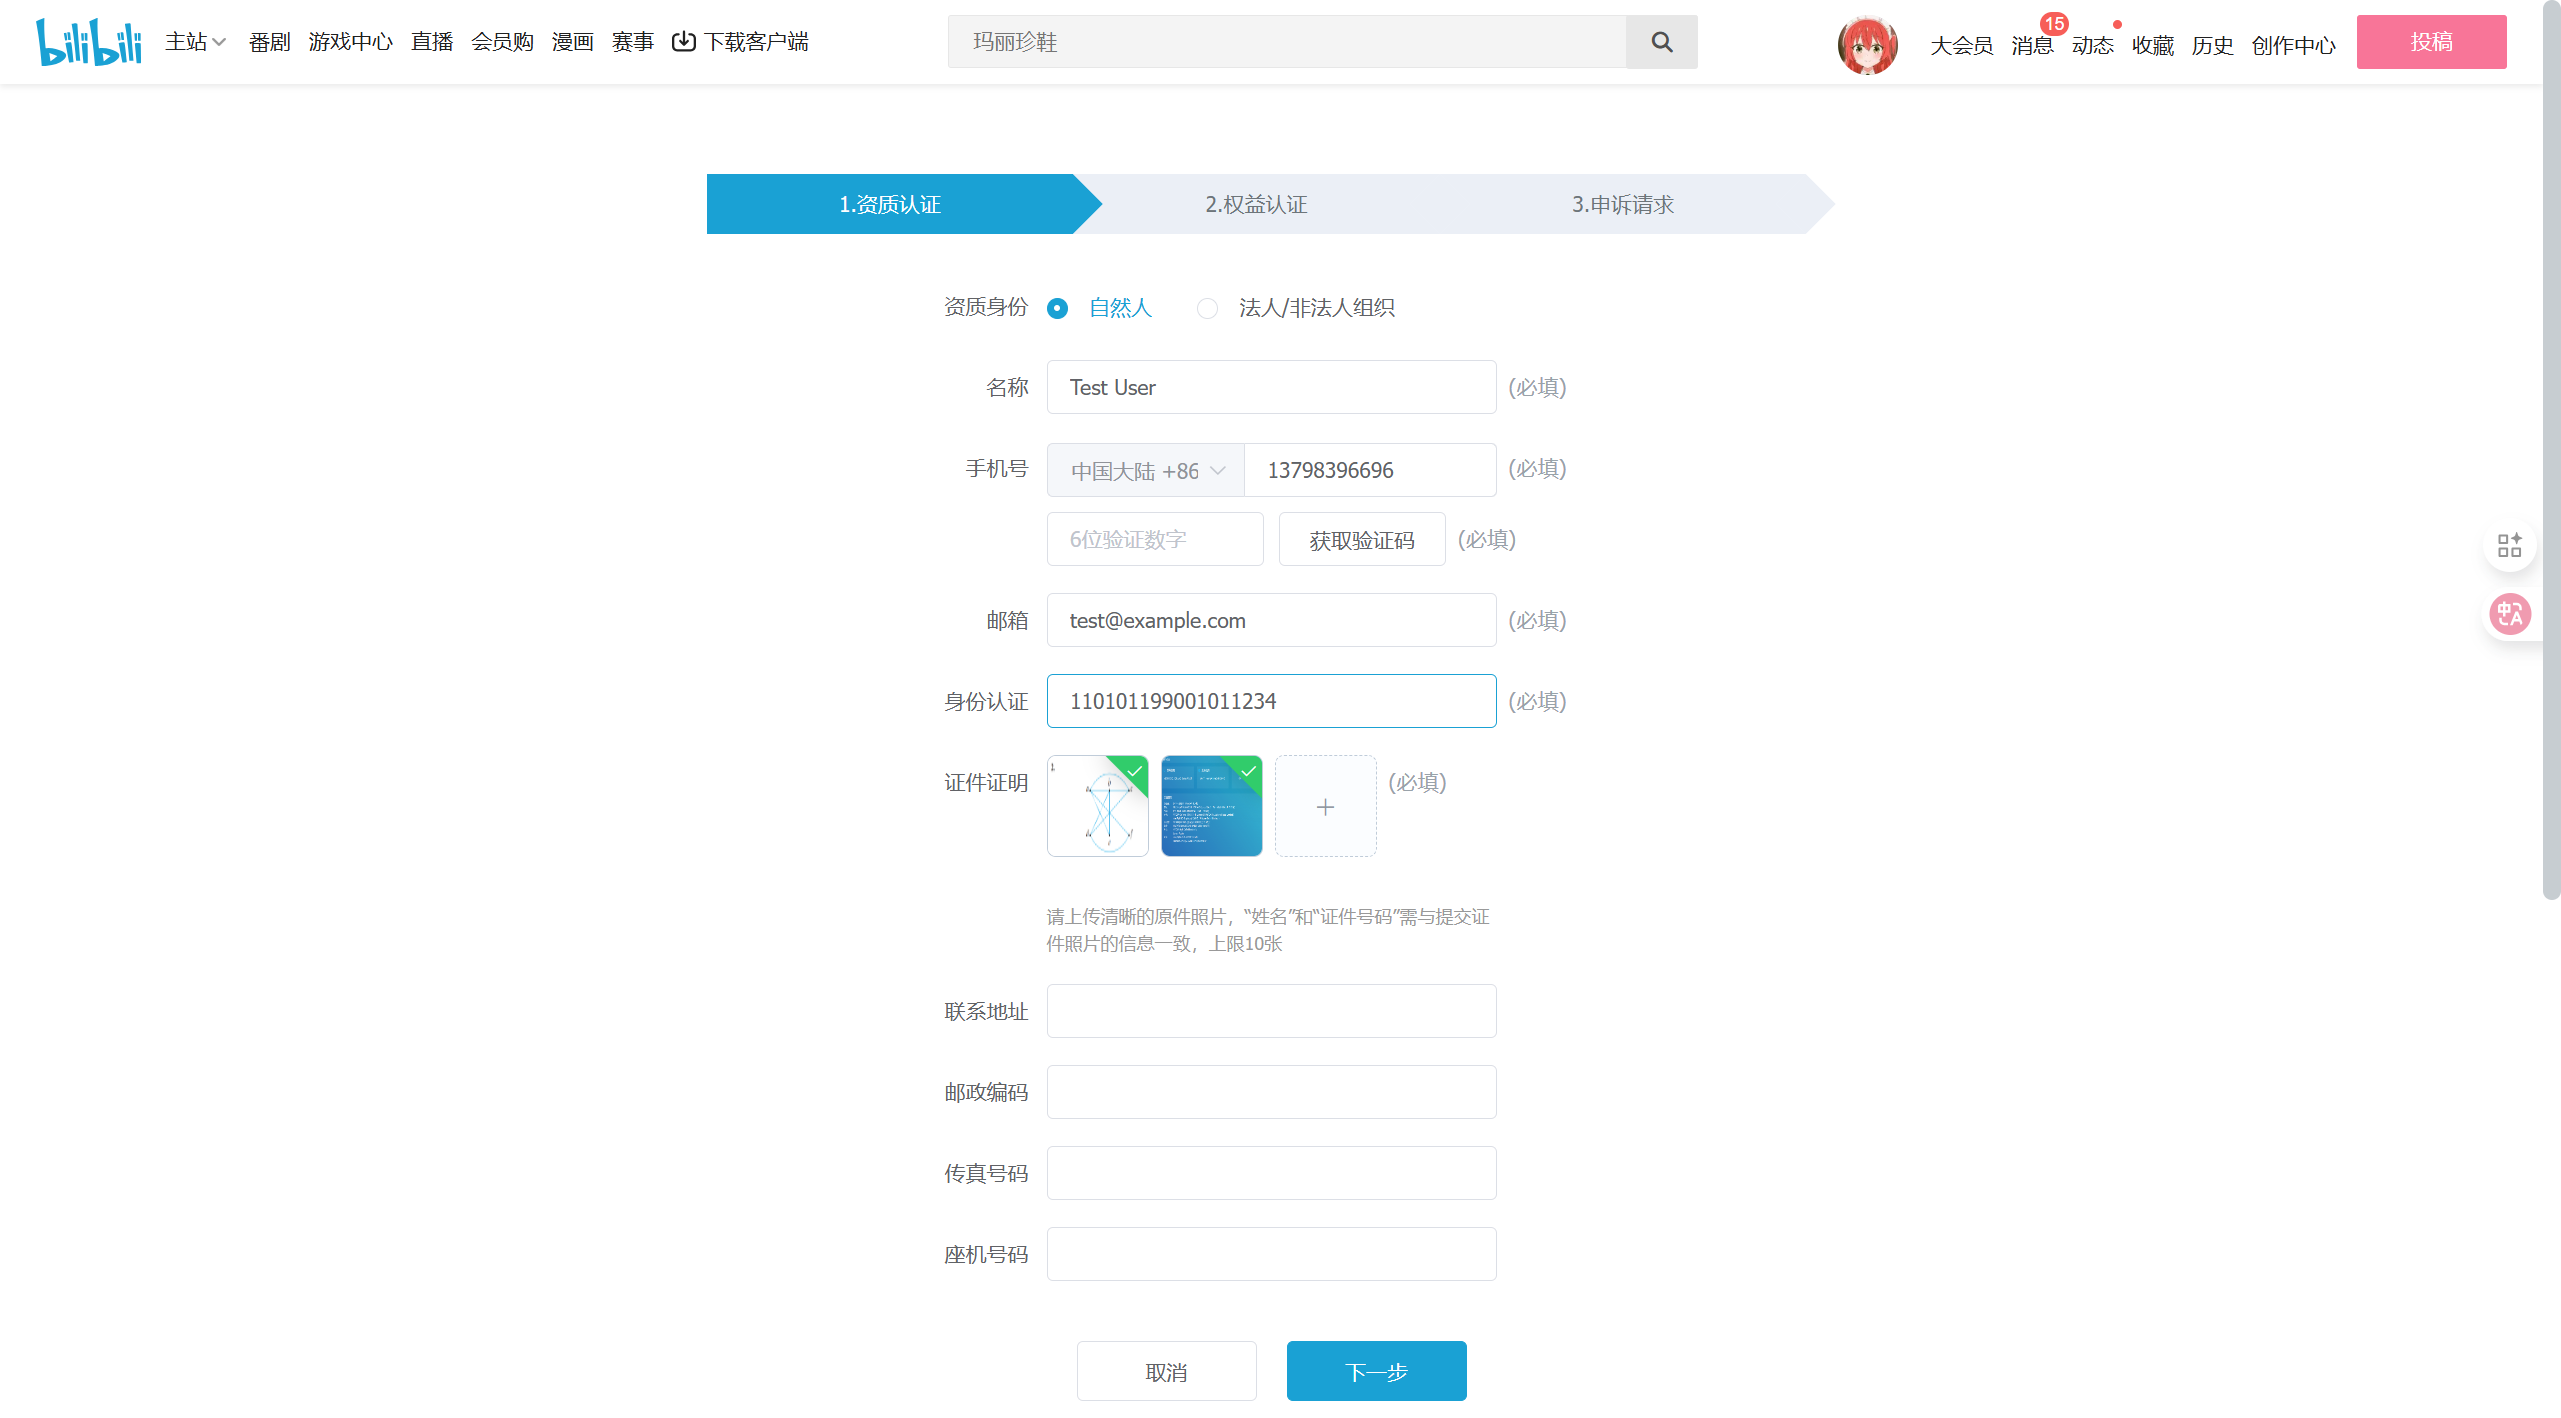 bilibili 主站 番剧 游戏中心 直播 会员购 漫画 赛事 下载客户端 玛丽珍鞋 大会员 消息 15 动态 收藏 历史 创作中心 投稿
1.资质认证 2.权益认证 3.申诉请求
资质身份 自然人 法人/非法人组织
名称 Test User (必填)
手机号 中国大陆 +86 13798396696 (必填)
6位验证数字 获取验证码 (必填)
邮箱 test@example.com (必填)
身份认证 110101199001011234 (必填)
证件证明 (必填)
请上传清晰的原件照片，“姓名”和“证件号码”需与提交证
件照片的信息一致，上限10张
联系地址
邮政编码
传真号码
座机号码
取消 下一步